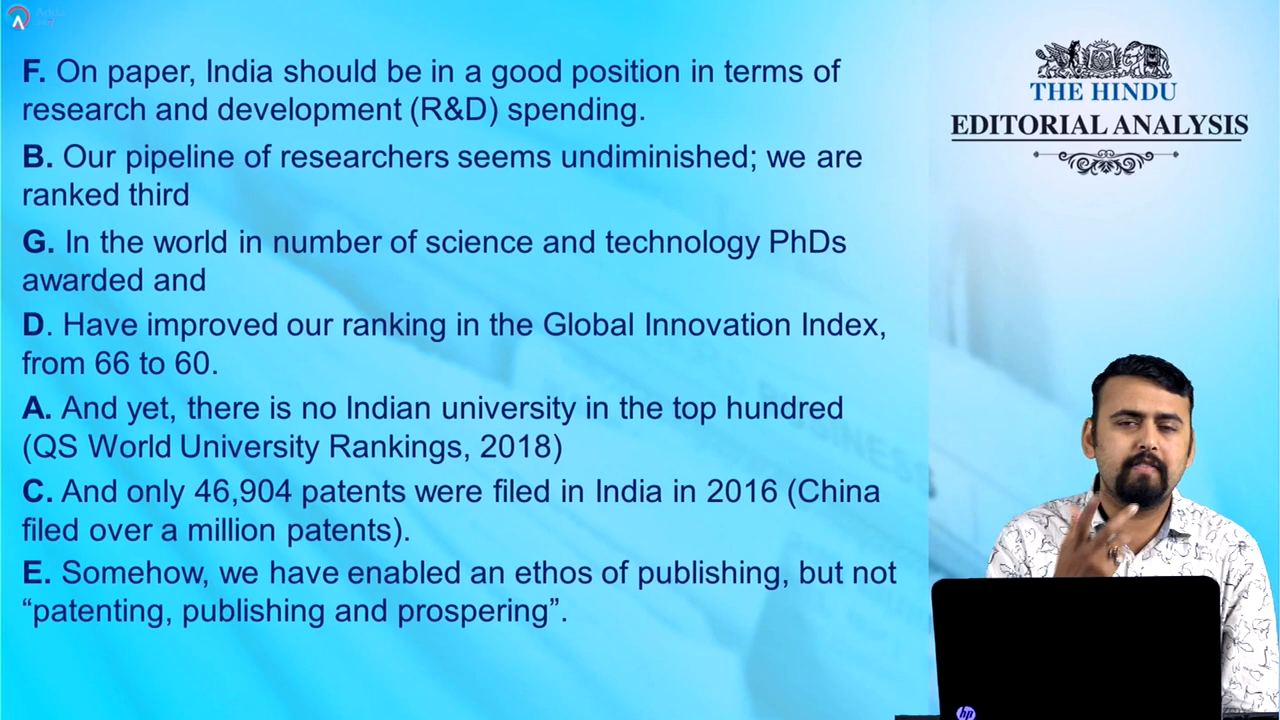 F. On paper, India should be in a good position in terms of
research and development (R&D) spending.
B. Our pipeline of researchers seems undiminished; we are
ranked third
G. In the world in number of science and technology PhDs
awarded and
D. Have improved our ranking in the Global Innovation Index,
from 66 to 60.
A. And yet, there is no Indian university in the top hundred
(QS World University Rankings, 2018)
C. And only 46,904 patents were filed in India in 2016 (China
filed over a million patents).
E. Somehow, we have enabled an ethos of publishing, but not
“patenting, publishing and prospering”.
THE HINDU
EDITORIAL ANALYSIS
BUSINESS
hp